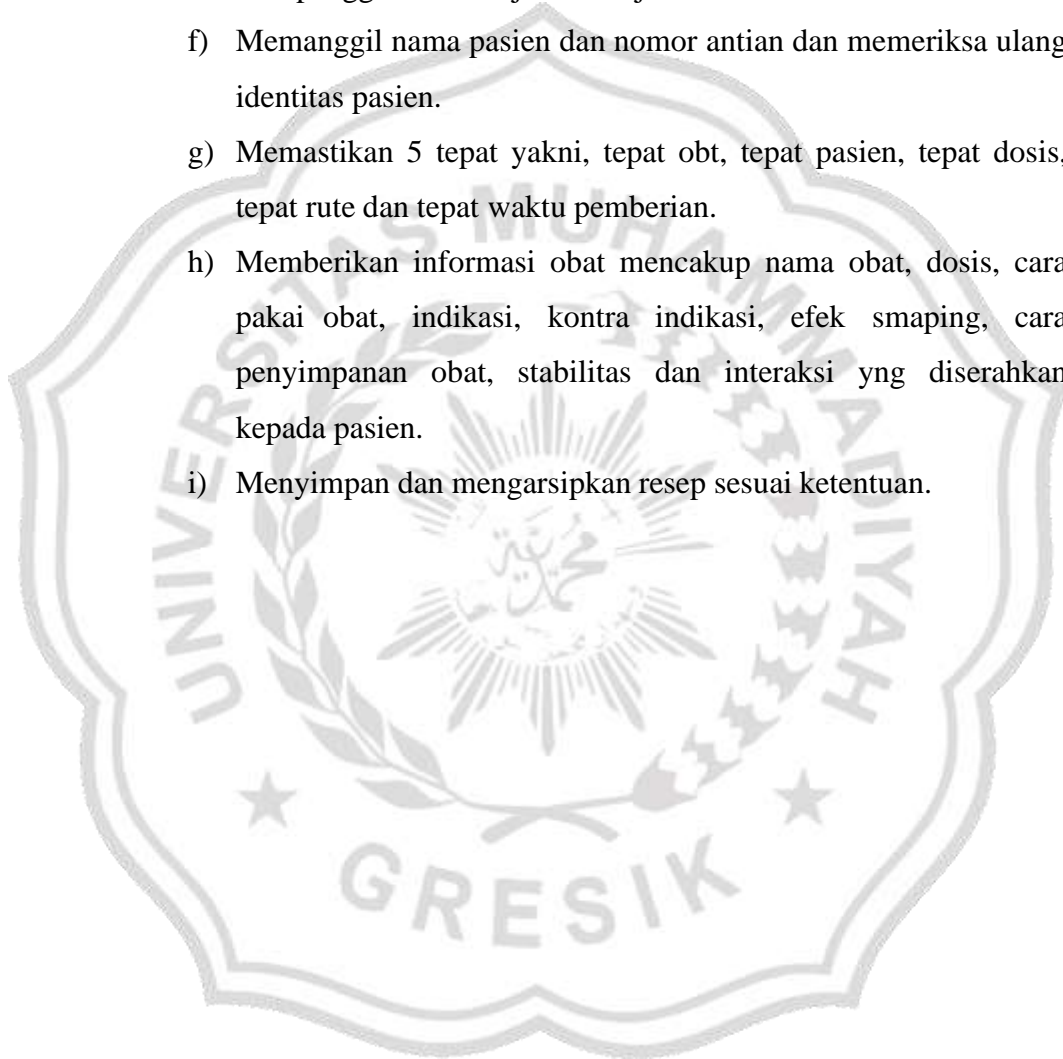 f) Memanggil nama pasien dan nomor antian dan memeriksa ulang
identitas pasien.
g) Memastikan 5 tepat yakni, tepat obt, tepat pasien, tepat dosis,
tepat rute dan tepat waktu pemberian.
h) Memberikan informasi obat mencakup nama obat, dosis, cara
pakai obat, indikasi, kontra indikasi, efek smaping, cara
penyimpanan obat, stabilitas dan interaksi yng diserahkan
kepada pasien.
i) Menyimpan dan mengarsipkan resep sesuai ketentuan.
UNIVERSITAS MUHAMMADIYAH
محمد
GRESIK